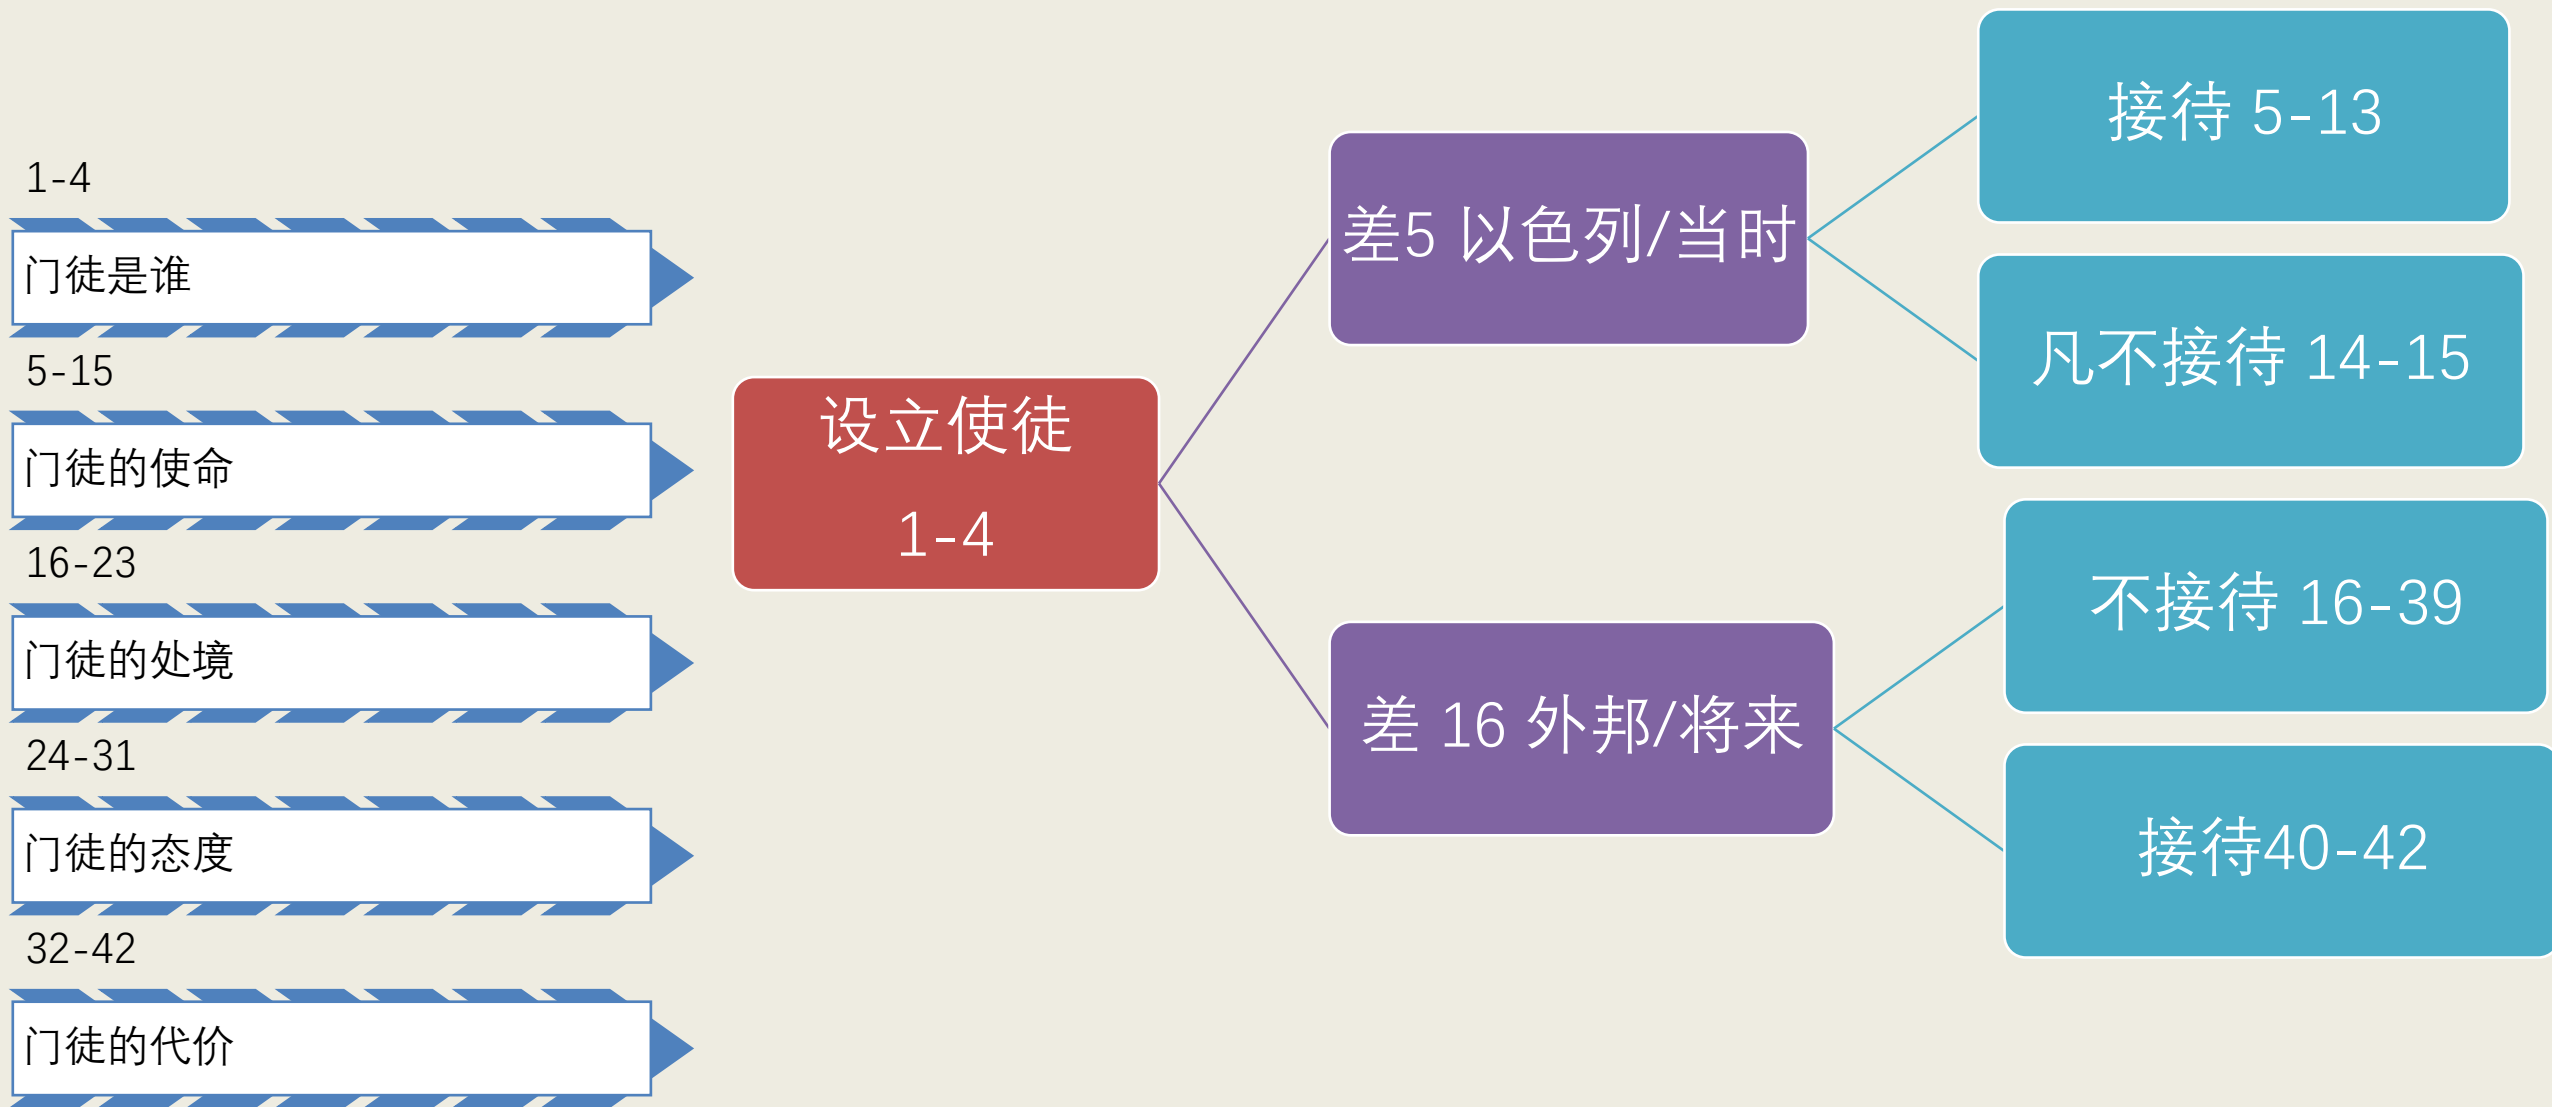 1-4
门徒是谁
5-15
门徒的使命
16-23
门徒的处境
24-31
门徒的态度
32-42
门徒的代价
设立使徒
1-4
差5 以色列/当时
差 16 外邦/将来
接待 5-13
凡不接待 14-15
不接待 16-39
接待40-42